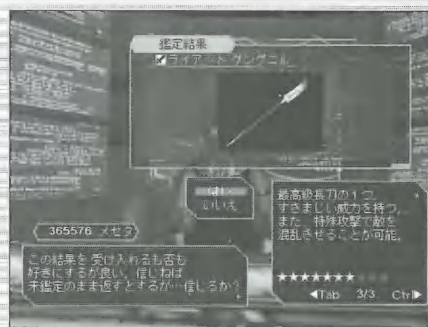 鑑定結果
ライアード グングニル
はい
いいえ
365576 メセタ
この結果を 受け入れるも否も
好きにするが良い。信じねば
未鑑定のまま返すとするが…信じるか?
最高級長刀の1つ。
すさまじい威力を持つ。
また 特殊攻撃で敵を
混乱させることが可能。
★★★★★★★
◀Tab 3/3 Ctrl▶